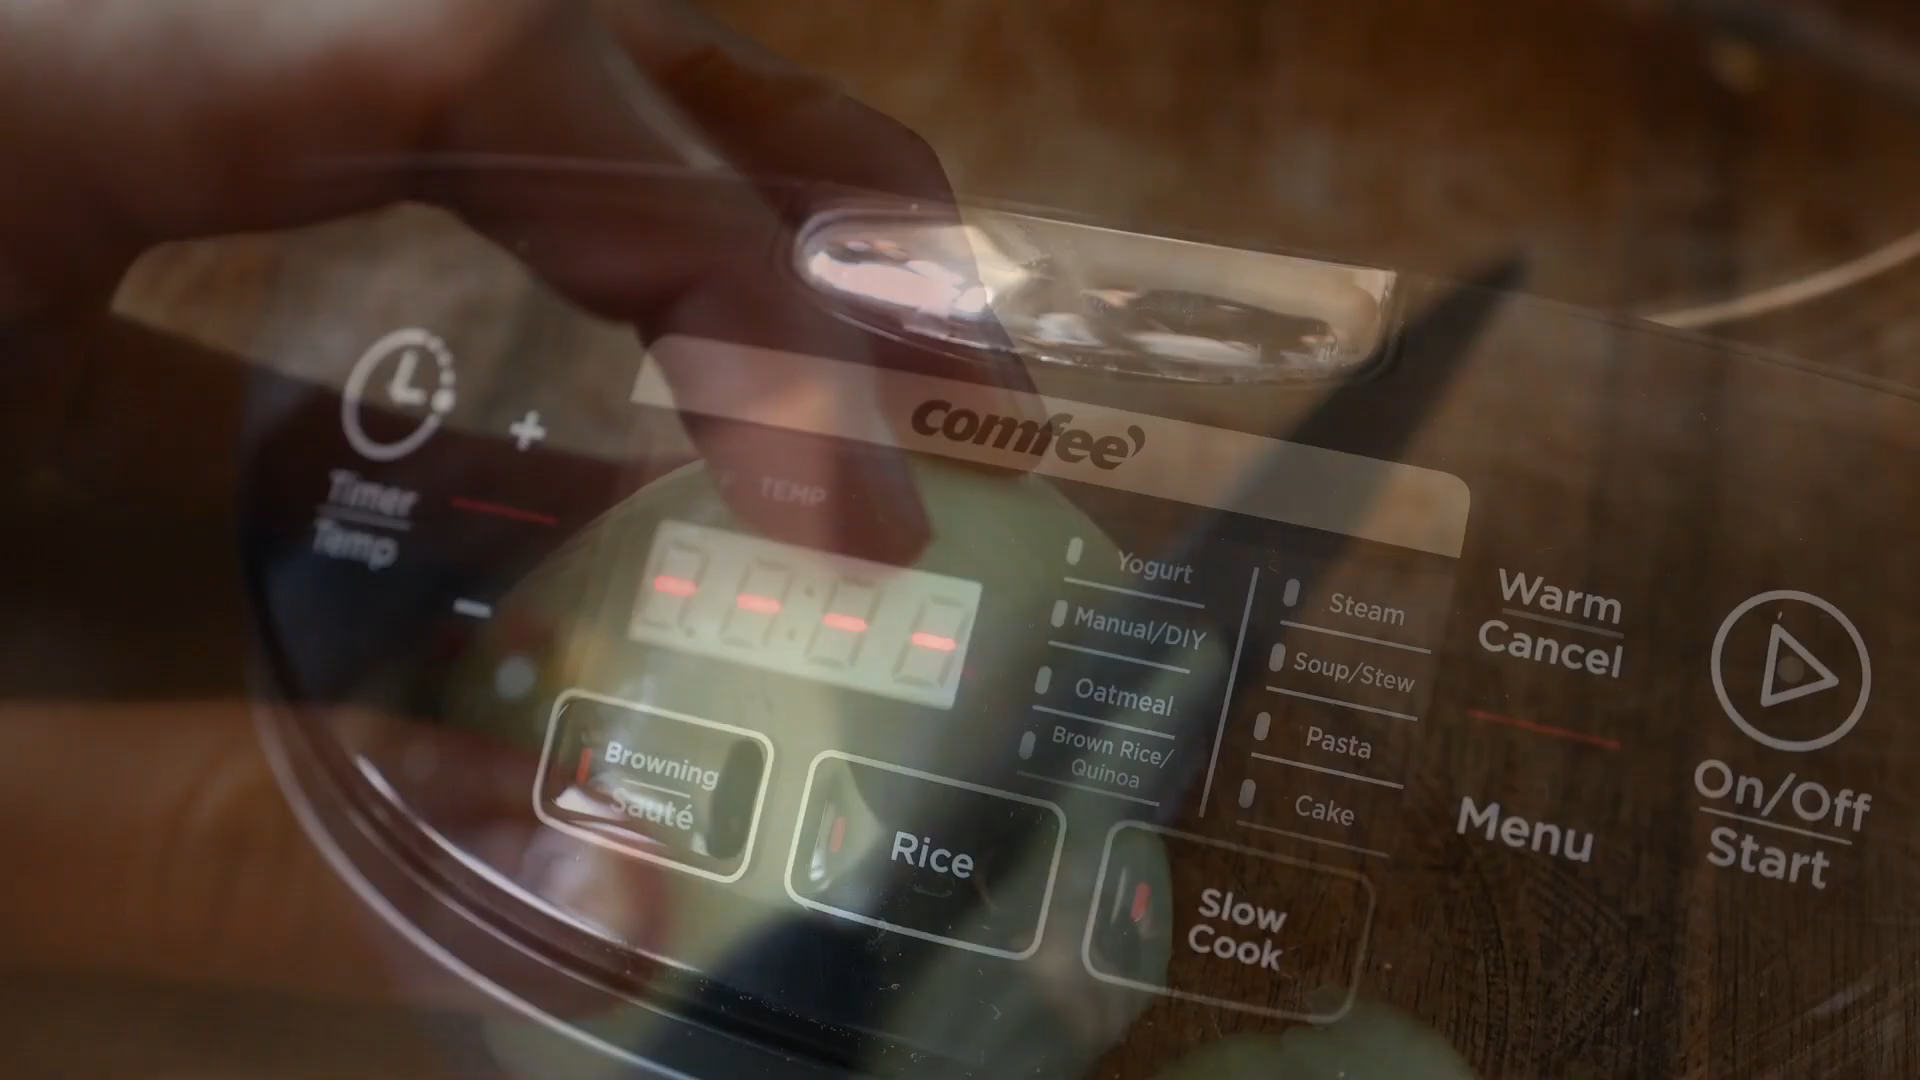 comfee’
Timer
Temp
+
-
TEMP
- - : - -
Yogurt
Manual/DIY
Oatmeal
Brown Rice/
Quinoa
Steam
Soup/Stew
Pasta
Cake
Warm
Cancel
Menu
On/Off
Start
Browning
Sauté
Rice
Slow
Cook